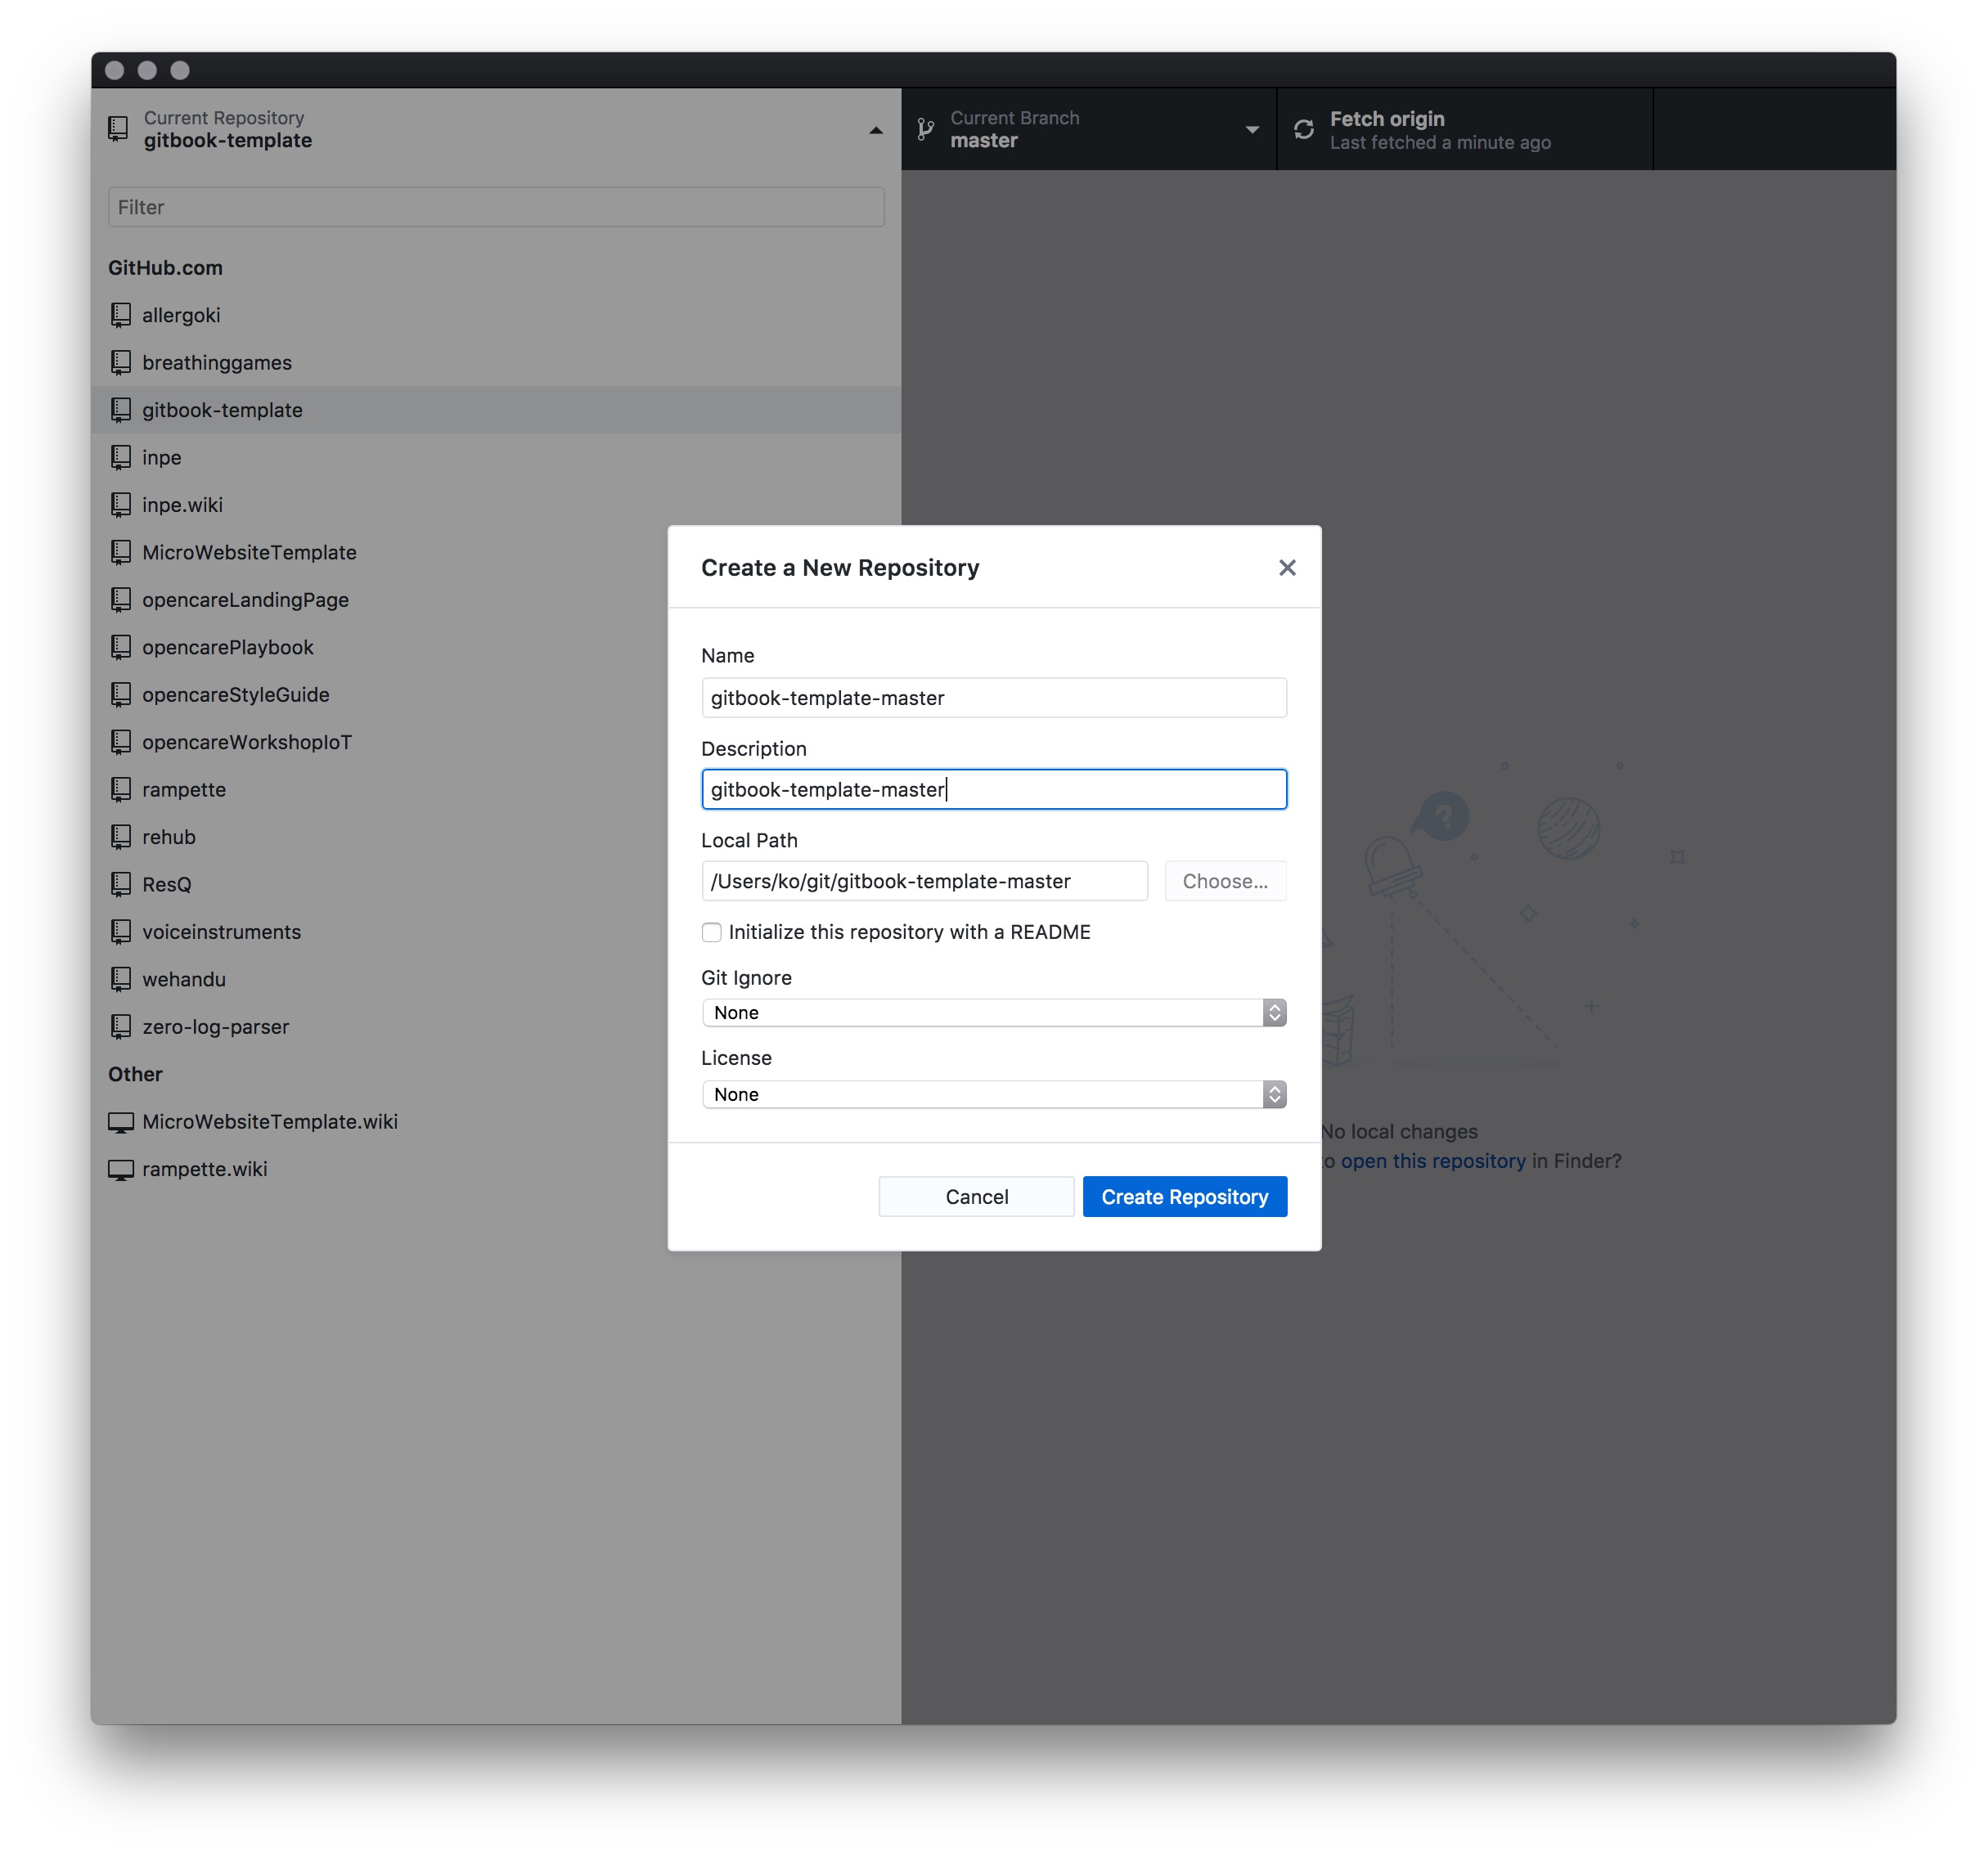 Current Repository
gitbook-template
Current Branch
master
Fetch origin
Last fetched a minute ago
Filter
GitHub.com
allergoki
breathinggames
gitbook-template
inpe
inpe.wiki
MicroWebsiteTemplate
opencareLandingPage
opencarePlaybook
opencareStyleGuide
opencareWorkshopIoT
rampette
rehub
ResQ
voiceinstruments
wehandu
zero-log-parser
Other
MicroWebsiteTemplate.wiki
rampette.wiki
Create a New Repository
Name
gitbook-template-master
Description
gitbook-template-master
Local Path
/Users/ko/git/gitbook-template-master
Choose...
Initialize this repository with a README
Git Ignore
None
License
None
Cancel
Create Repository
?
No local changes
to open this repository in Finder?